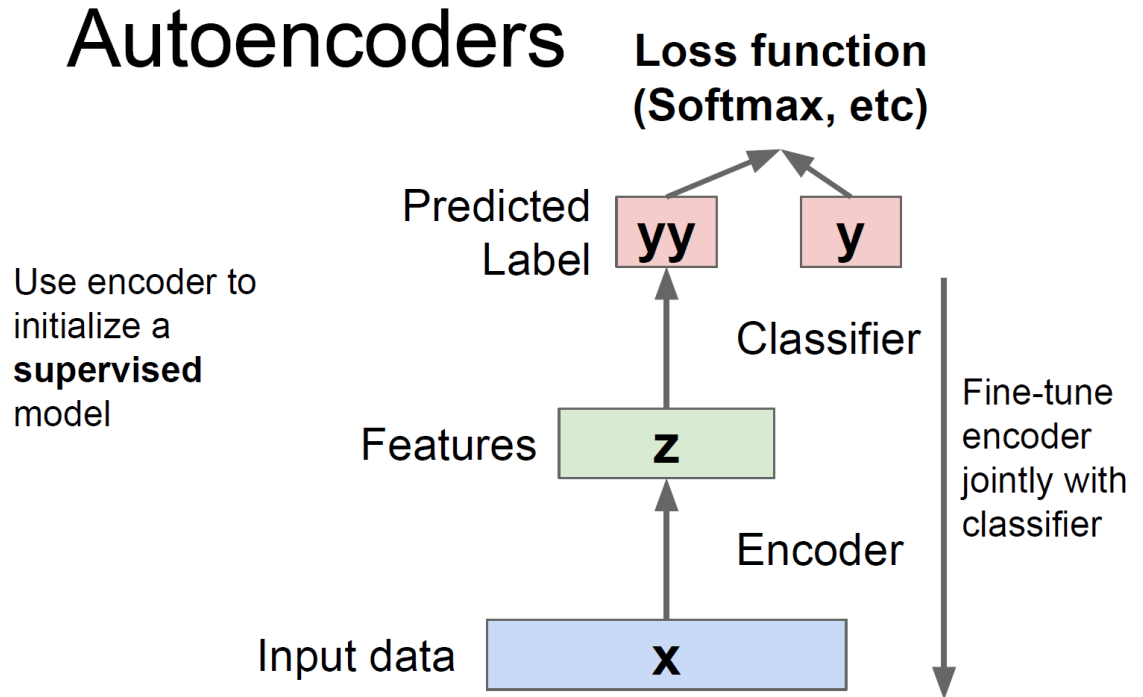 Autoencoders
Loss function
(Softmax, etc)
Predicted
Label
yy
y
Use encoder to
initialize a
supervised
model
Classifier
Fine-tune
encoder
jointly with
classifier
Features
z
Encoder
Input data
x